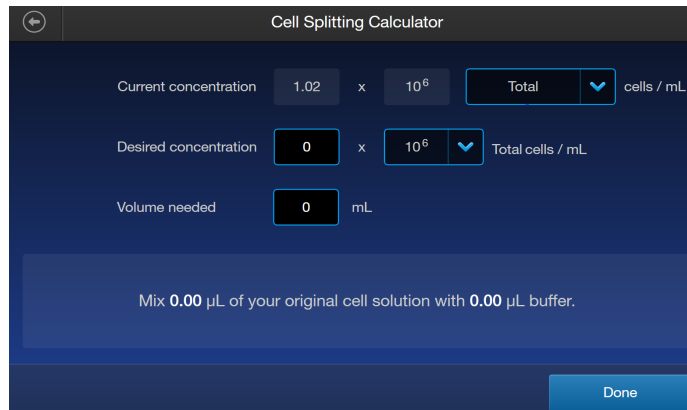 Cell Splitting Calculator
Current concentration 1.02 x 10⁶ Total cells / mL
Desired concentration 0 x 10⁶ Total cells / mL
Volume needed 0 mL
Mix 0.00 µL of your original cell solution with 0.00 µL buffer.
Done